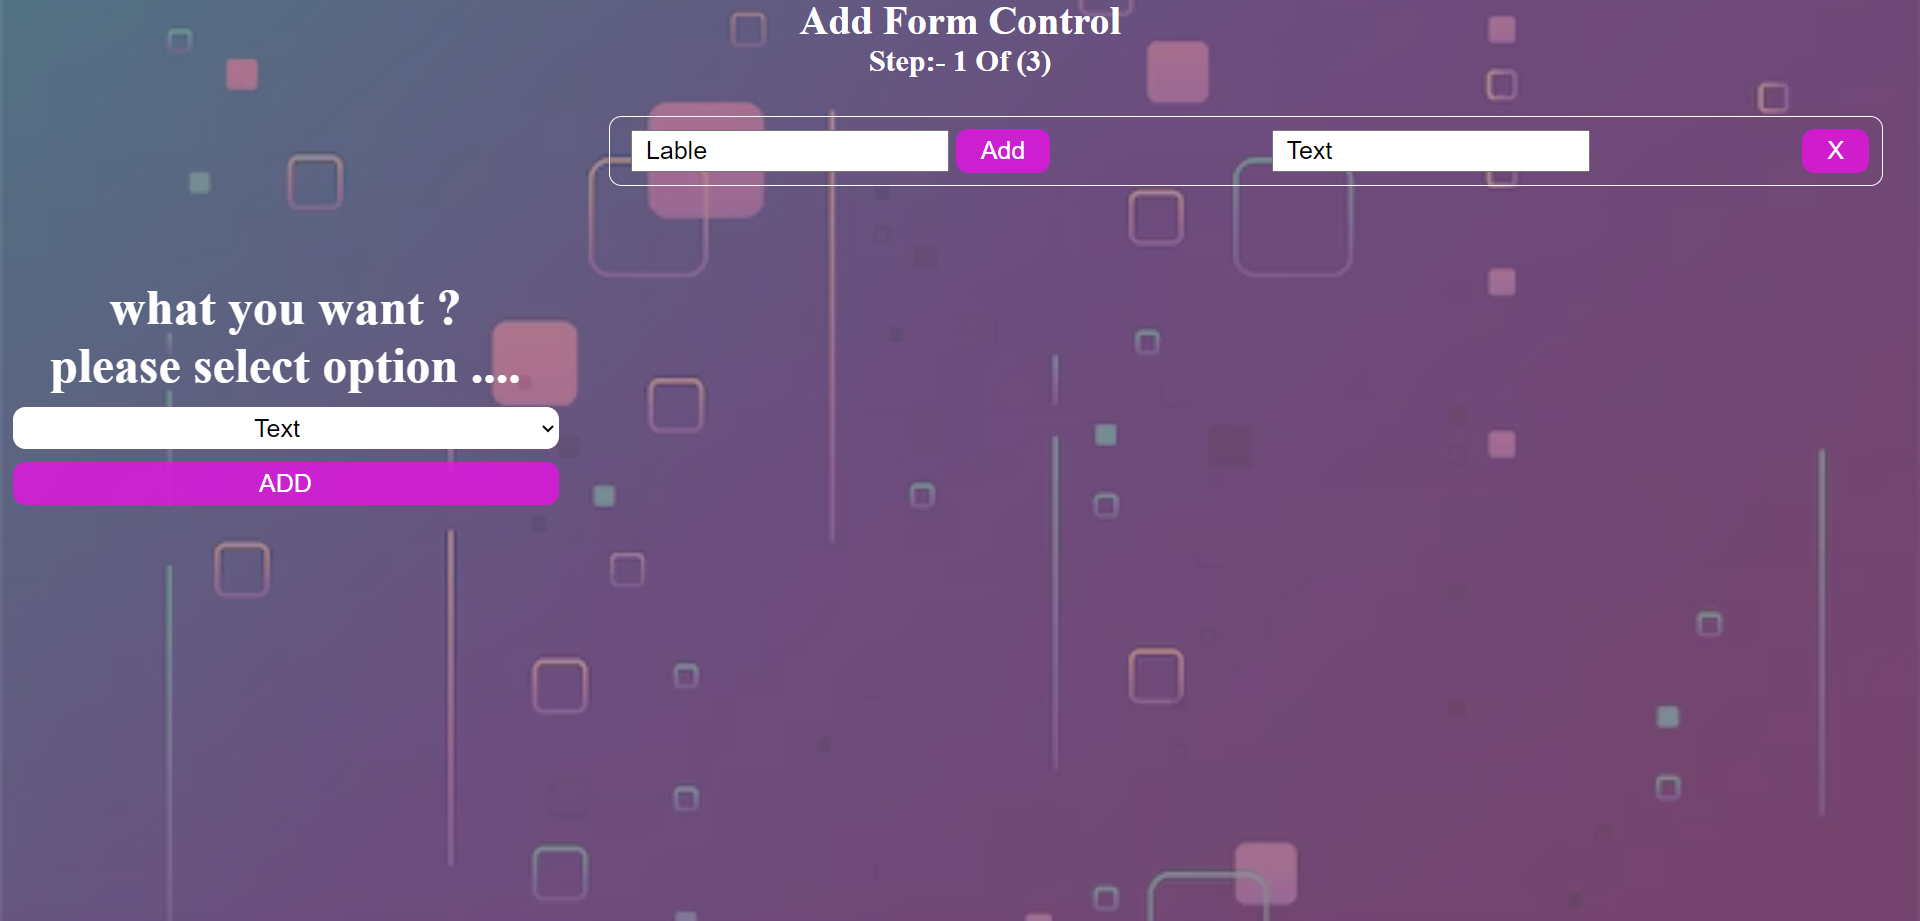 Add Form Control
Step:- 1 Of (3)
Lable Add Text X
what you want ?
please select option ....
Text
ADD